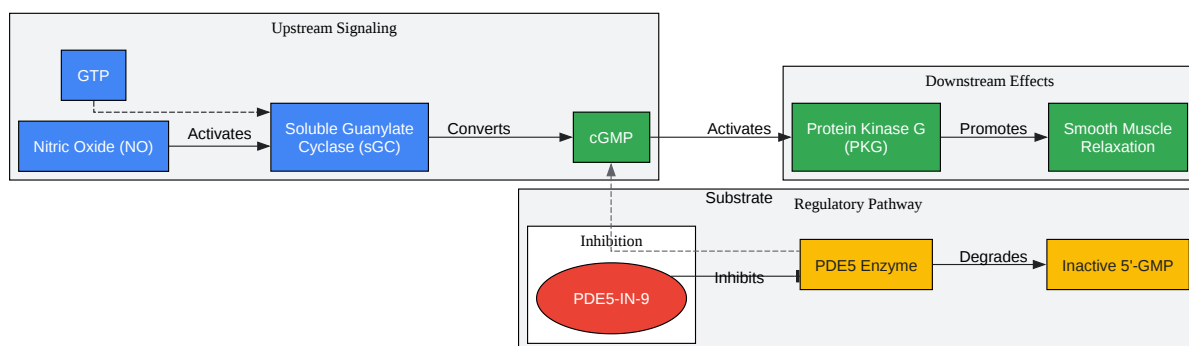 Upstream Signaling
GTP
Nitric Oxide (NO)
Activates
Soluble Guanylate
Cyclase (sGC)
Converts
cGMP
Activates
Downstream Effects
Protein Kinase G
(PKG)
Promotes
Smooth Muscle
Relaxation
Substrate
Regulatory Pathway
Inhibition
PDE5-IN-9
Inhibits
PDE5 Enzyme
Degrades
Inactive 5'-GMP